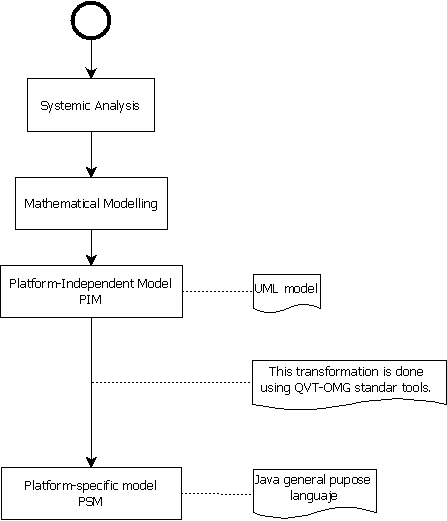 Systemic Analysis
Mathematical Modelling
Platform-Independent Model
PIM
UML model
This transformation is done
using QVT-OMG standar tools.
Platform-specific model
PSM
Java general pupose
languaje